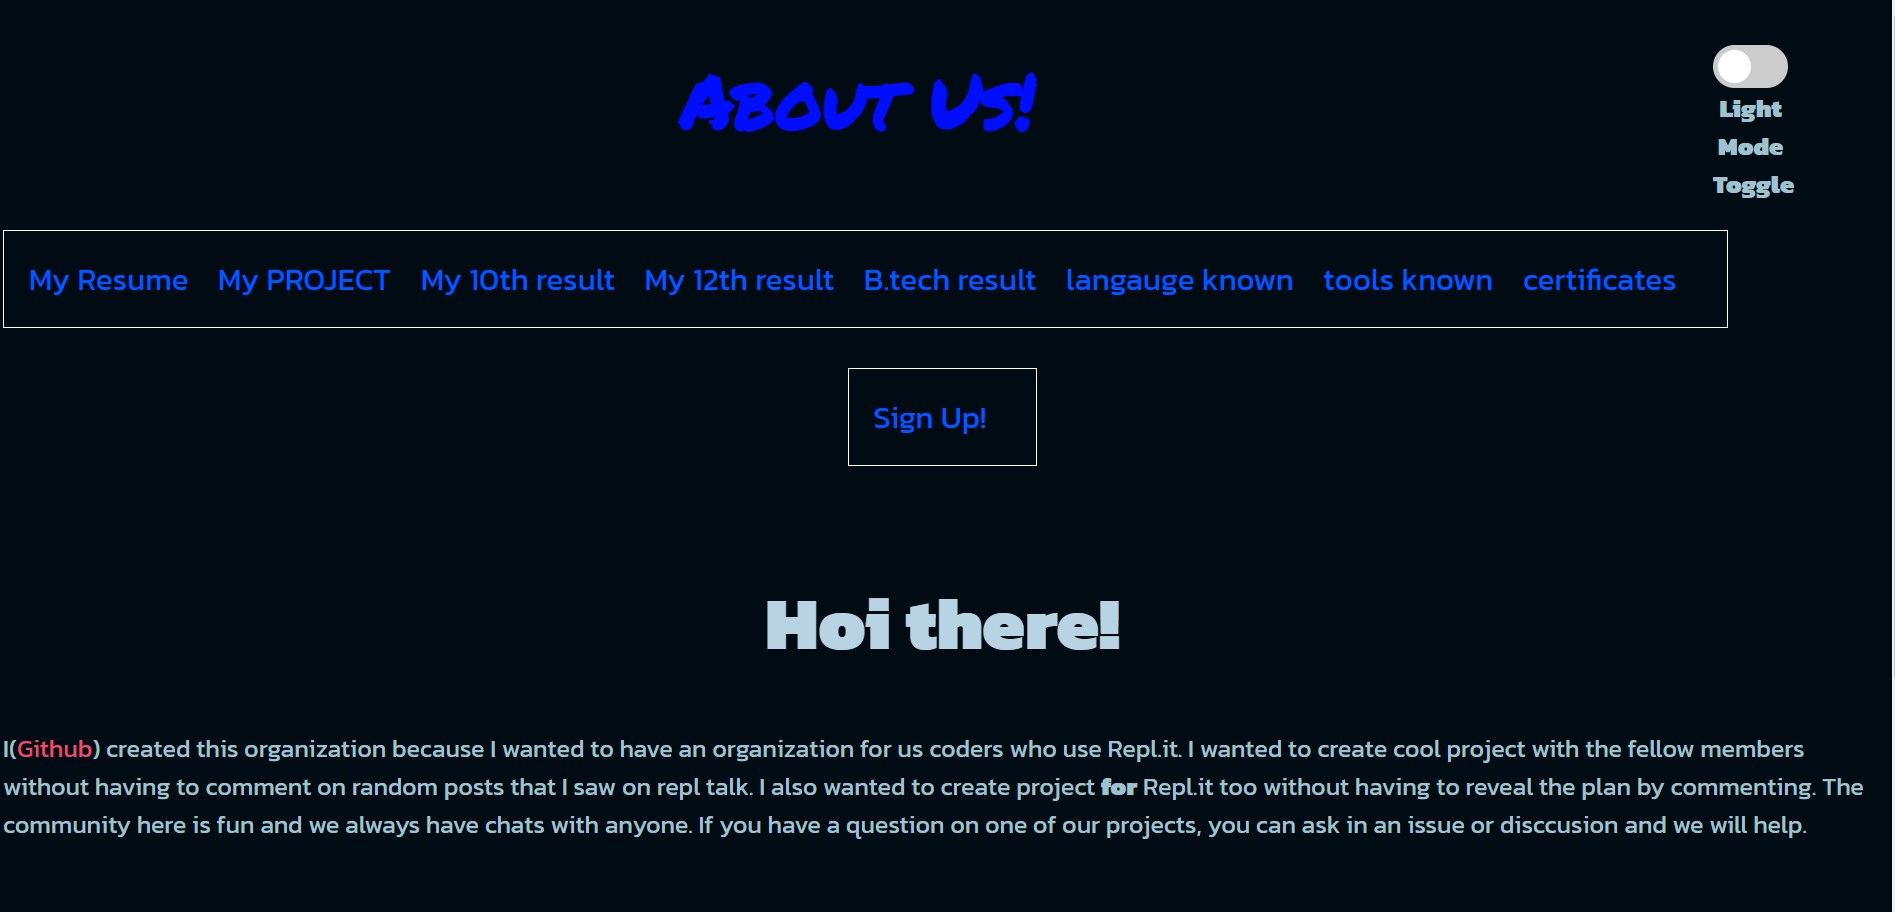 About Us!
Light
Mode
Toggle
My Resume My PROJECT My 10th result My 12th result B.tech result langauge known tools known certificates
Sign Up!
Hoi there!
I(Github) created this organization because I wanted to have an organization for us coders who use Repl.it. I wanted to create cool project with the fellow members
without having to comment on random posts that I saw on repl talk. I also wanted to create project for Repl.it too without having to reveal the plan by commenting. The
community here is fun and we always have chats with anyone. If you have a question on one of our projects, you can ask in an issue or disccusion and we will help.